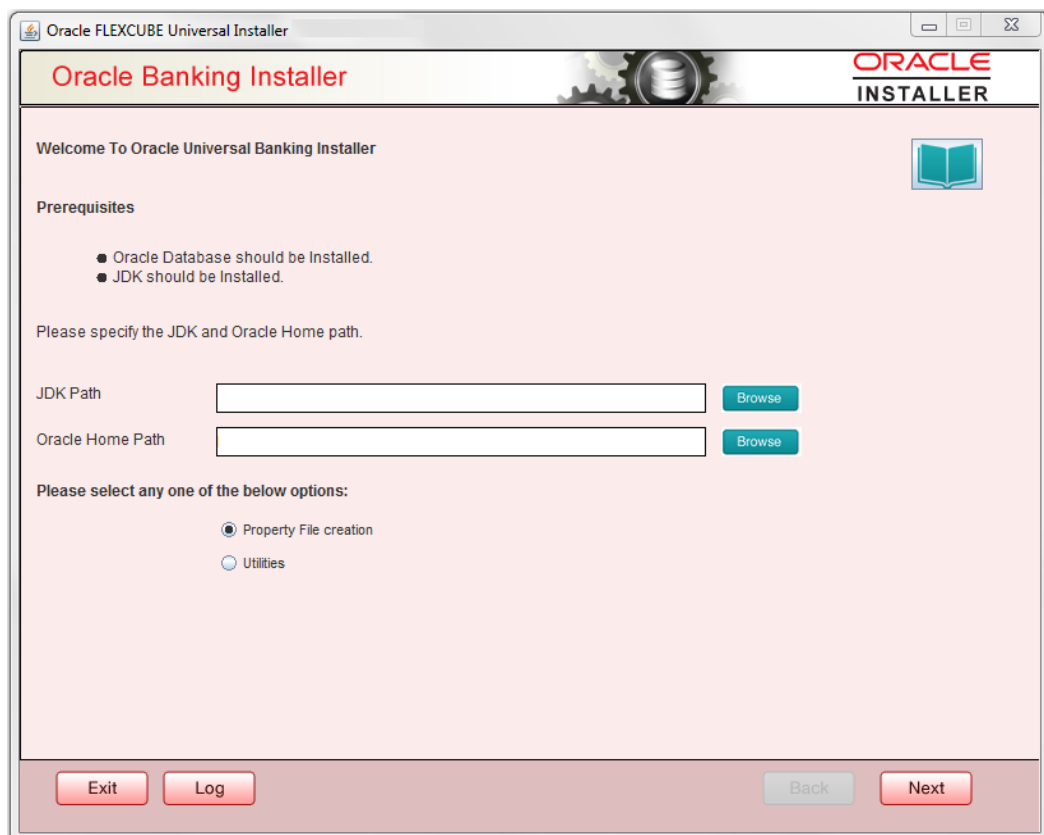 Oracle FLEXCUBE Universal Installer
Oracle Banking Installer
ORACLE
INSTALLER
Welcome To Oracle Universal Banking Installer
Prerequisites
Oracle Database should be Installed.
JDK should be Installed.
Please specify the JDK and Oracle Home path.
JDK Path
Browse
Oracle Home Path
Browse
Please select any one of the below options:
Property File creation
Utilities
Exit
Log
Back
Next